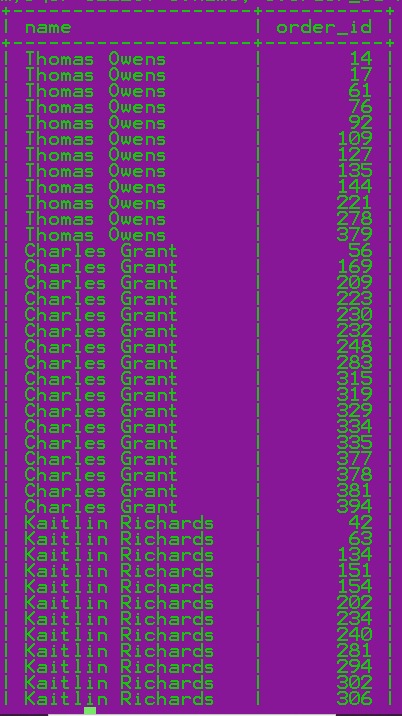 | name | order_id |
| Thomas Owens | 14 |
| Thomas Owens | 17 |
| Thomas Owens | 61 |
| Thomas Owens | 76 |
| Thomas Owens | 92 |
| Thomas Owens | 109 |
| Thomas Owens | 127 |
| Thomas Owens | 135 |
| Thomas Owens | 144 |
| Thomas Owens | 221 |
| Thomas Owens | 278 |
| Thomas Owens | 379 |
| Charles Grant | 56 |
| Charles Grant | 169 |
| Charles Grant | 209 |
| Charles Grant | 223 |
| Charles Grant | 230 |
| Charles Grant | 232 |
| Charles Grant | 248 |
| Charles Grant | 283 |
| Charles Grant | 315 |
| Charles Grant | 319 |
| Charles Grant | 329 |
| Charles Grant | 334 |
| Charles Grant | 335 |
| Charles Grant | 377 |
| Charles Grant | 378 |
| Charles Grant | 381 |
| Charles Grant | 394 |
| Kaitlin Richards | 42 |
| Kaitlin Richards | 63 |
| Kaitlin Richards | 134 |
| Kaitlin Richards | 151 |
| Kaitlin Richards | 154 |
| Kaitlin Richards | 202 |
| Kaitlin Richards | 234 |
| Kaitlin Richards | 240 |
| Kaitlin Richards | 281 |
| Kaitlin Richards | 294 |
| Kaitlin Richards | 302 |
| Kaitlin Richards | 306 |